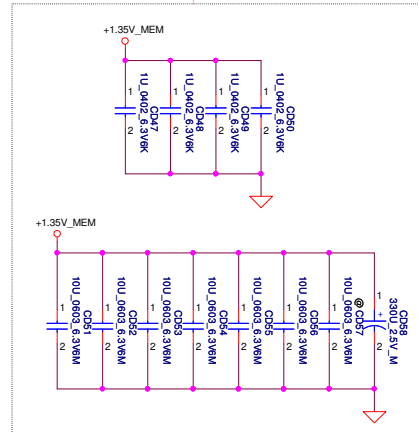 +1.35V_MEM
1
2
1U_0402_6.3V6K
CD47
1
2
1U_0402_6.3V6K
CD48
1
2
1U_0402_6.3V6K
CD49
1
2
1U_0402_6.3V6K
CD50
+1.35V_MEM
1
2
10U_0603_6.3V6M
CD51
1
2
10U_0603_6.3V6M
CD52
1
2
10U_0603_6.3V6M
CD53
1
2
10U_0603_6.3V6M
CD54
1
2
10U_0603_6.3V6M
CD55
1
2
10U_0603_6.3V6M
CD56
1
2
10U_0603_6.3V6M
CD57
@
1
+
2
330U_2.5V_M
CD58